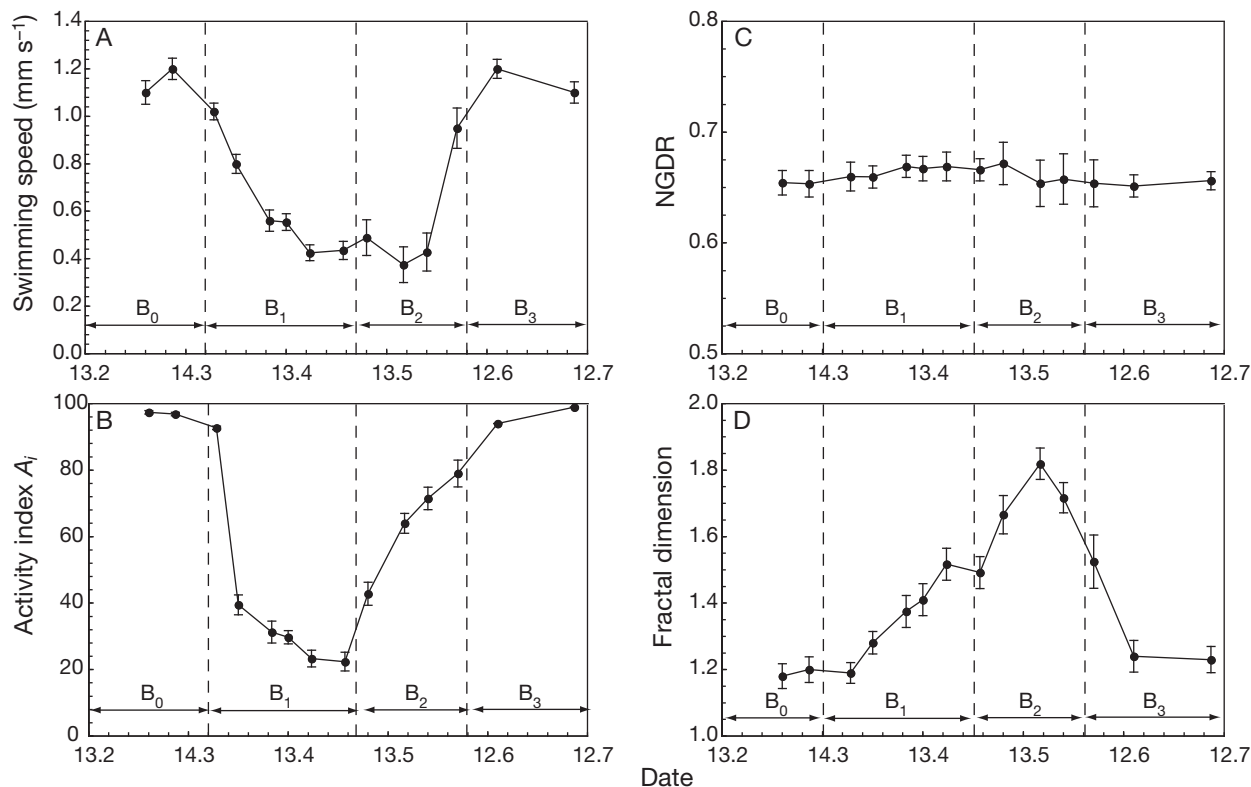 A
Swimming speed (mm s⁻¹)
1.4
1.2
1.0
0.8
0.6
0.4
0.2
0.0
B₀ B₁ B₂ B₃
13.2 14.3 13.4 13.5 12.6 12.7
C
NGDR
0.8
0.7
0.6
0.5
B₀ B₁ B₂ B₃
13.2 14.3 13.4 13.5 12.6 12.7
B
Activity index Aᵢ
100
80
60
40
20
0
B₀ B₁ B₂ B₃
13.2 14.3 13.4 13.5 12.6 12.7
D
Fractal dimension
2.0
1.8
1.6
1.4
1.2
1.0
B₀ B₁ B₂ B₃
13.2 14.3 13.4 13.5 12.6 12.7
Date